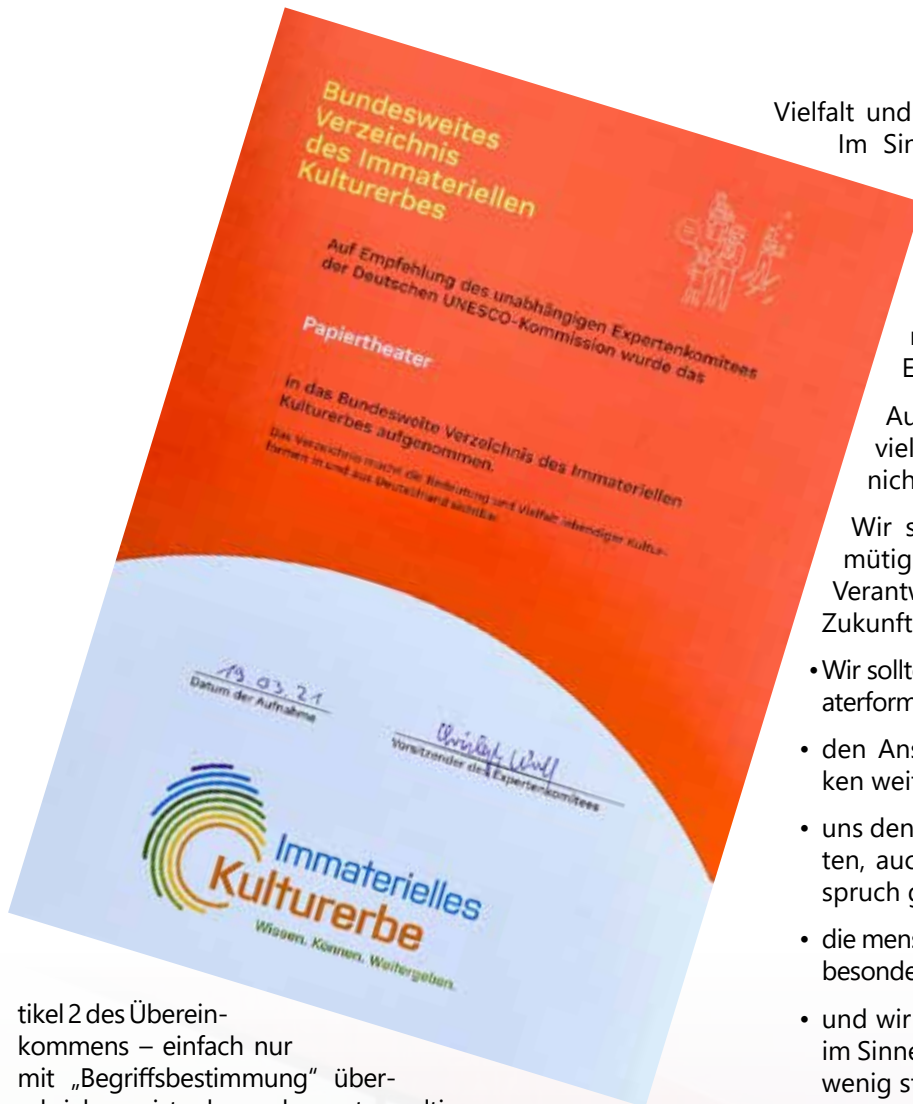 Bundesweites
Verzeichnis
des Immateriellen
Kulturerbes
Auf Empfehlung des unabhängigen Expertenkomitees
der Deutschen UNESCO-Kommission wurde das
Papiertheater
in das Bundesweite Verzeichnis des Immateriellen
Kulturerbes aufgenommen.
Das Verzeichnis macht die Bedeutung und Vielfalt lebendiger Kultur-
formen in und aus Deutschland sichtbar.
19.03.21
Datum der Aufnahme
Christoph Wulf
Vorsitzender des Expertenkomitees
Immaterielles
Kulturerbe
Wissen. Können. Weitergeben.
tikel 2 des Überein-
kommens – einfach nur
mit „Begriffsbestimmung“ über-
Vielfalt und
Im Sin
E
Au
viel
nich
Wir s
mütig
Verantw
Zukunft
• Wir sollte
aterform
• den Ans
ken weit
• uns den
ten, auc
spruch g
• die mens
besonde
• und wir
im Sinne
wenig st